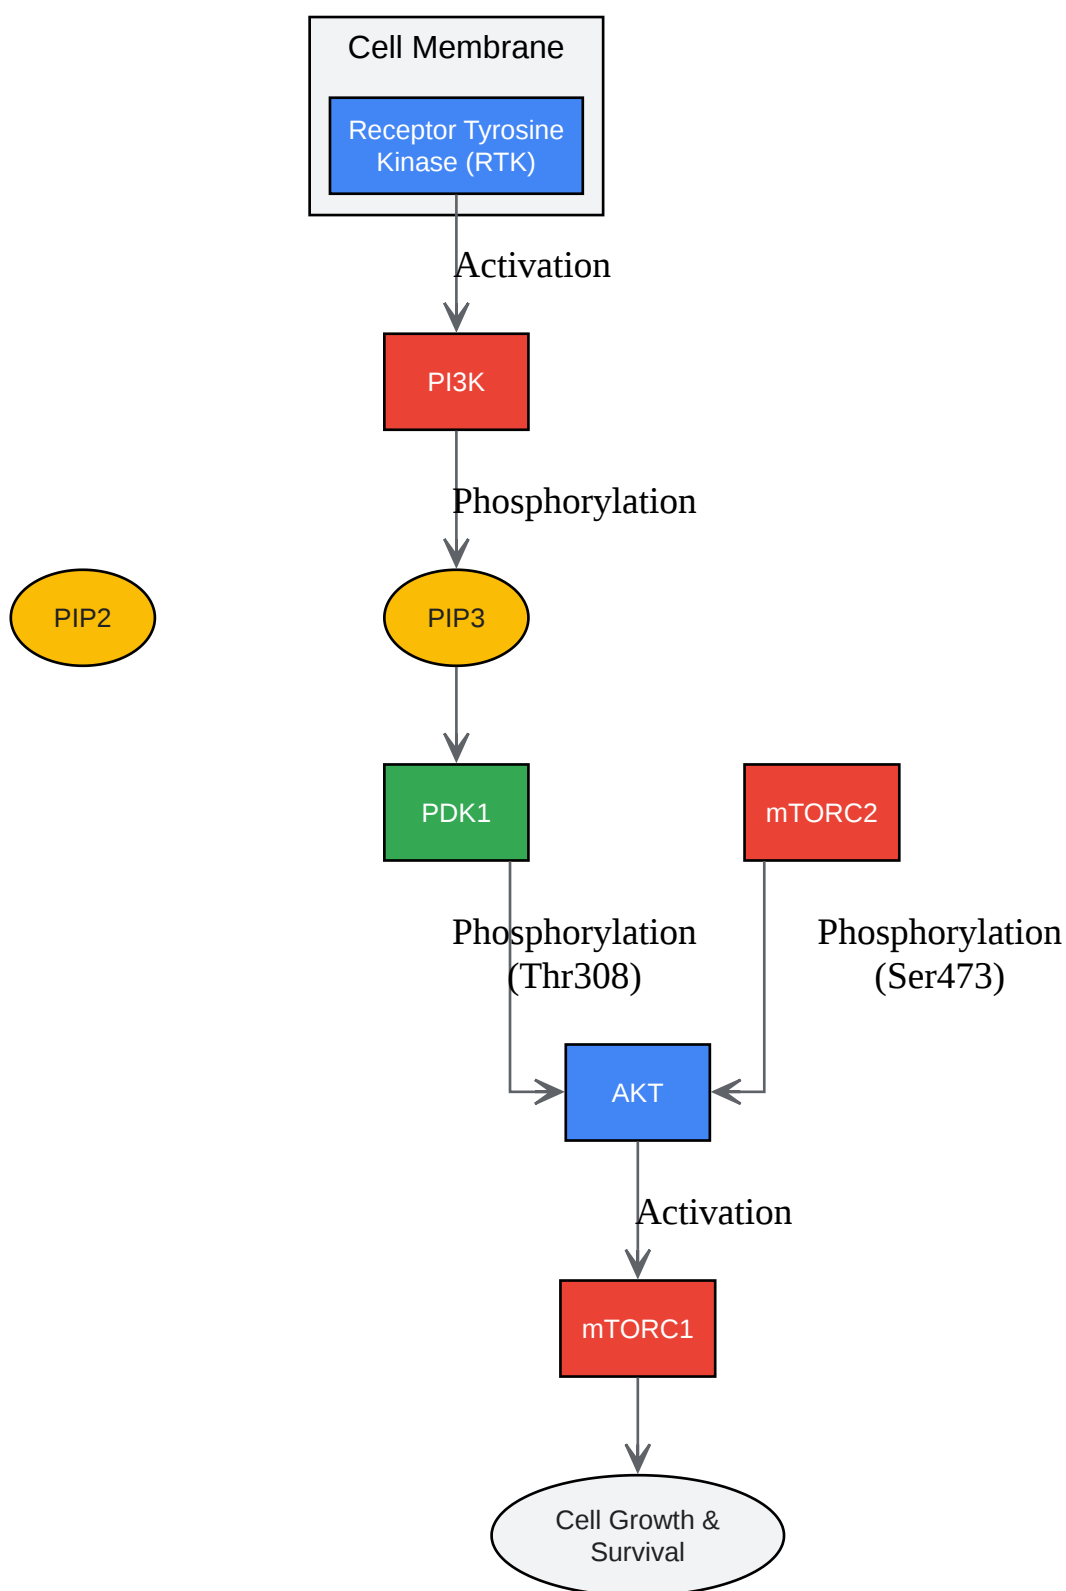 Cell Membrane
Receptor Tyrosine
Kinase (RTK)
Activation
PI3K
Phosphorylation
PIP2
PIP3
PDK1
mTORC2
Phosphorylation
(Thr308)
Phosphorylation
(Ser473)
AKT
Activation
mTORC1
Cell Growth &
Survival